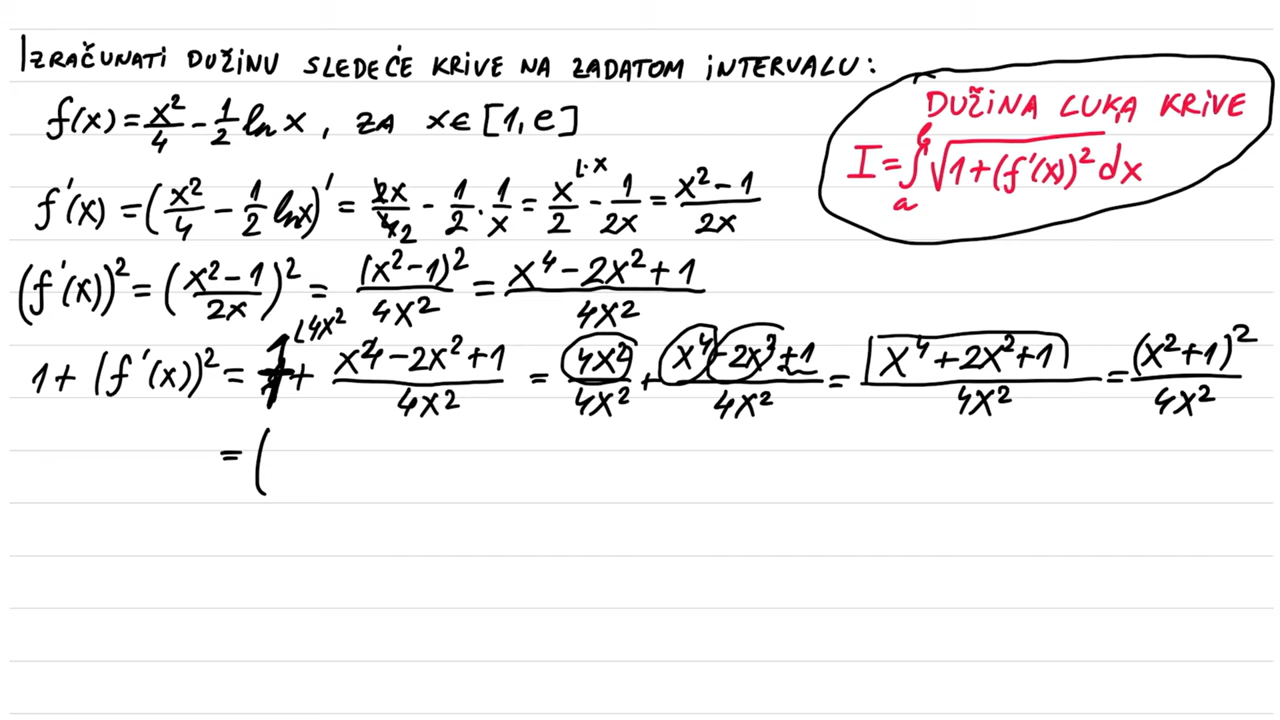 IZRAČUNATI DUŽINU SLEDEĆE KRIVE NA ZADATOM INTERVALU:
f(x) = x²/4 - 1/2 ln x, ZA x ∈ [1, e]
DUŽINA LUKA KRIVE
I = ∫ₐᵇ √(1+(f'(x))²) dx
f'(x) = (x²/4 - 1/2 ln x)' = 2x/4 2 - 1/2 · 1/x = x/2 - 1/2x = (x²-1)/2x
(f'(x))² = ((x²-1)/2x)² = (x²-1)²/4x² = (x⁴-2x²+1)/4x²
1+(f'(x))² = 1/1 + (x⁴-2x²+1)/4x² = 4x²/4x² + (x⁴-2x²+1)/4x² = (x⁴+2x²+1)/4x² = (x²+1)²/4x²
= (